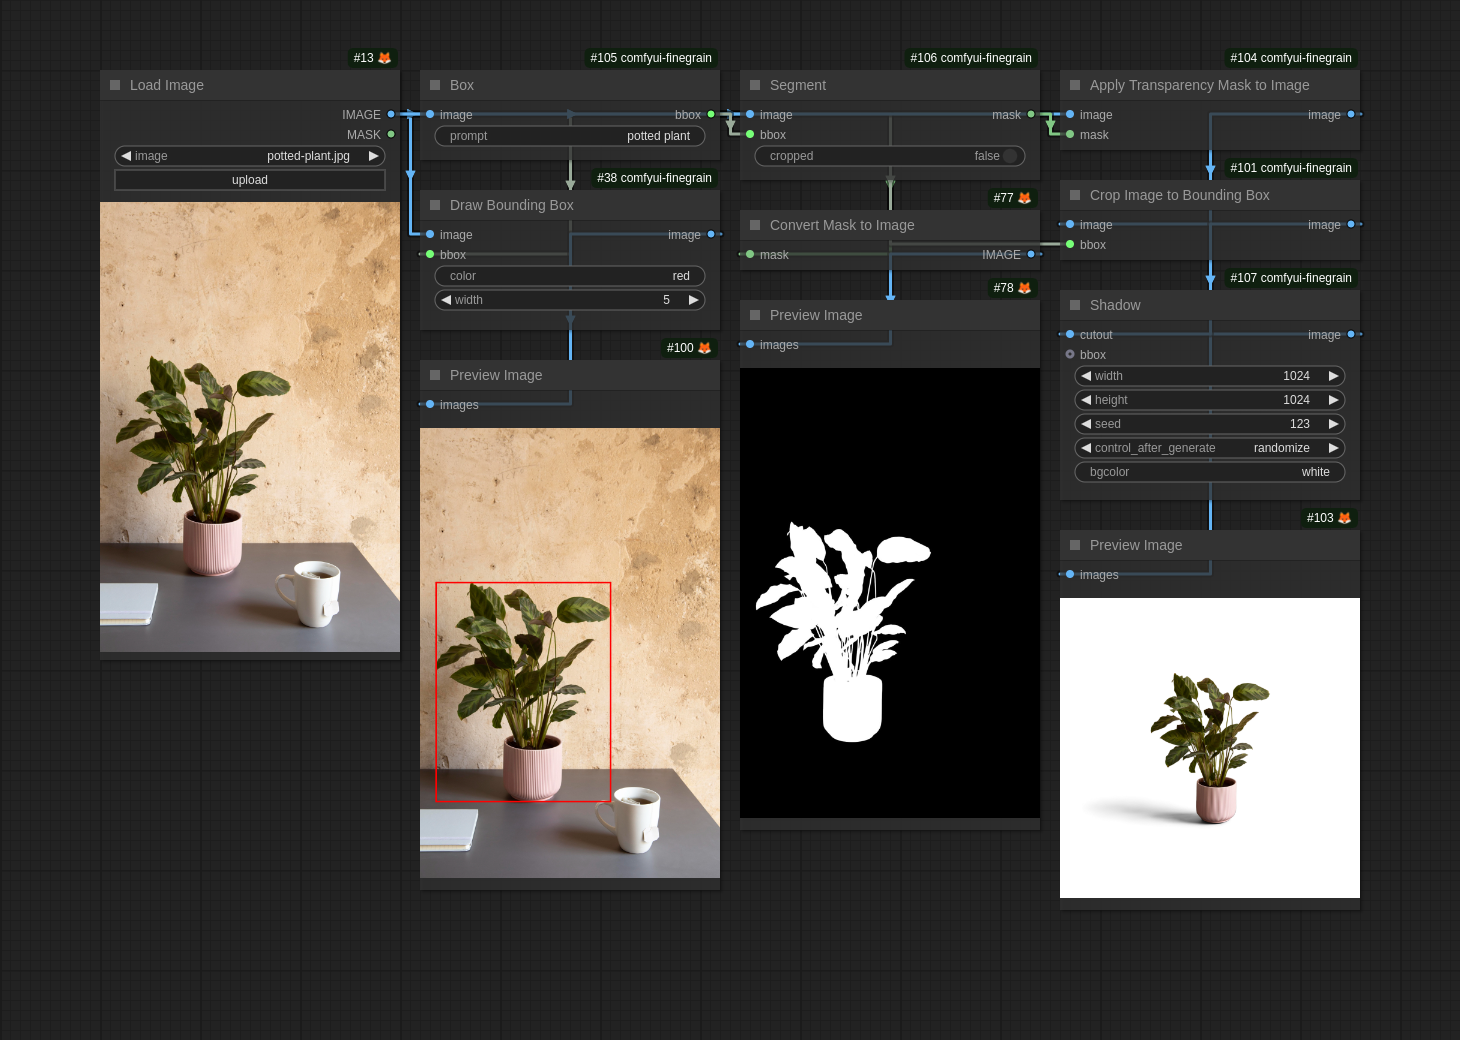 #13 🦊
Load Image
IMAGE
MASK
image potted-plant.jpg
upload
#105 comfyui-finegrain
Box
image bbox
prompt potted plant
#38 comfyui-finegrain
Draw Bounding Box
image image
bbox
color red
width 5
#100 🦊
Preview Image
images
#106 comfyui-finegrain
Segment
image mask
bbox
cropped false
#77 🦊
Convert Mask to Image
mask IMAGE
#78 🦊
Preview Image
images
#104 comfyui-finegrain
Apply Transparency Mask to Image
image image
mask
#101 comfyui-finegrain
Crop Image to Bounding Box
image image
bbox
#107 comfyui-finegrain
Shadow
cutout image
bbox
width 1024
height 1024
seed 123
control_after_generate randomize
bgcolor white
#103 🦊
Preview Image
images